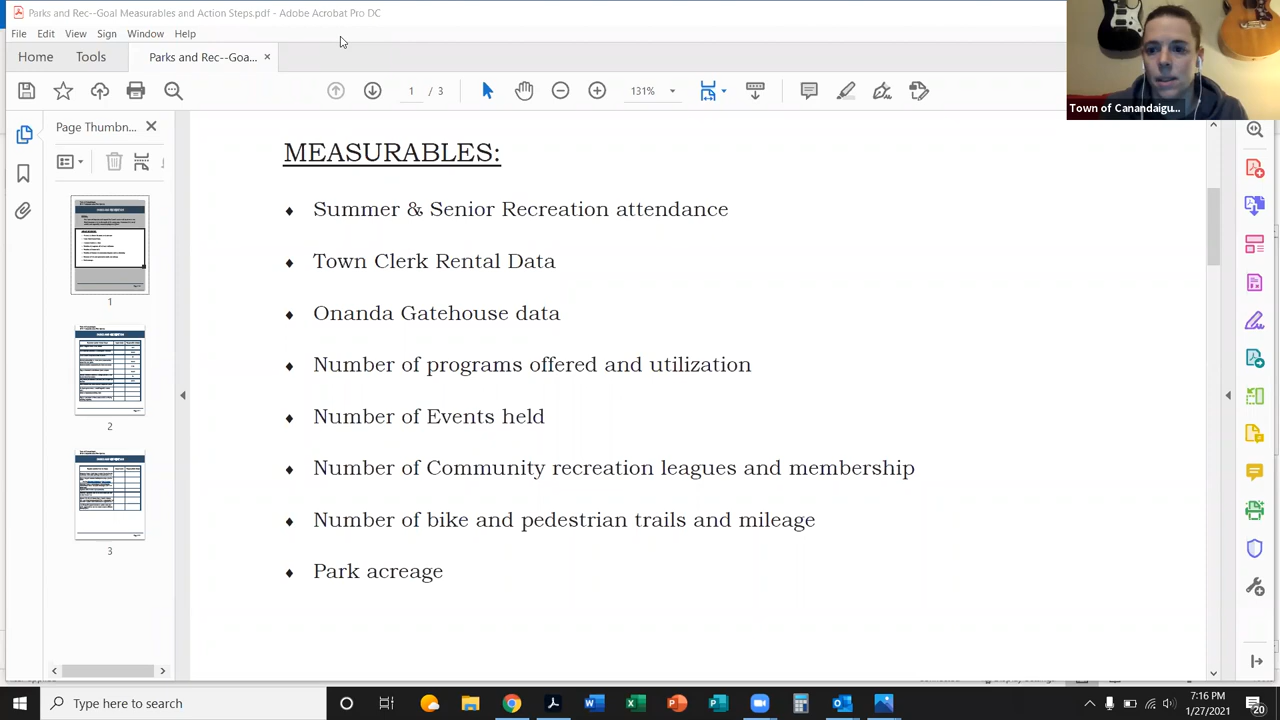 Parks and Rec--Goal Measurables and Action Steps.pdf - Adobe Acrobat Pro DC
File Edit View Sign Window Help
Home Tools Parks and Rec--Goa... ×
1 / 3 131%
Town of Canandaigu...
Page Thumbn...
MEASURABLES:
♦ Summer & Senior Recreation attendance
♦ Town Clerk Rental Data
♦ Onanda Gatehouse data
♦ Number of programs offered and utilization
♦ Number of Events held
♦ Number of Community recreation leagues and membership
♦ Number of bike and pedestrian trails and mileage
♦ Park acreage
1
2
3
Type here to search
7:16 PM
1/27/2021
20